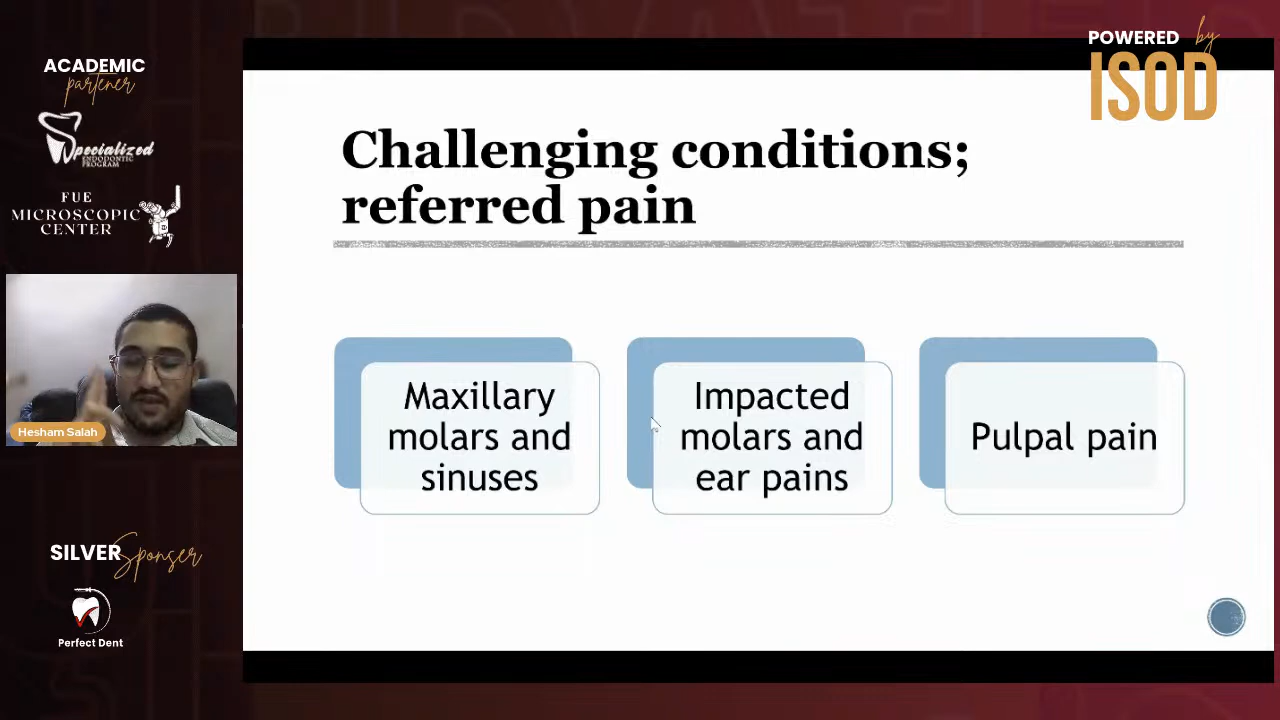 ACADEMIC
partener
Specialized
ENDODONTIC
PROGRAM
FUE
MICROSCOPIC
CENTER
Hesham Salah
SILVER Sponser
Perfect Dent
POWERED by
ISOD
Challenging conditions;
referred pain
Maxillary
molars and
sinuses
Impacted
molars and
ear pains
Pulpal pain